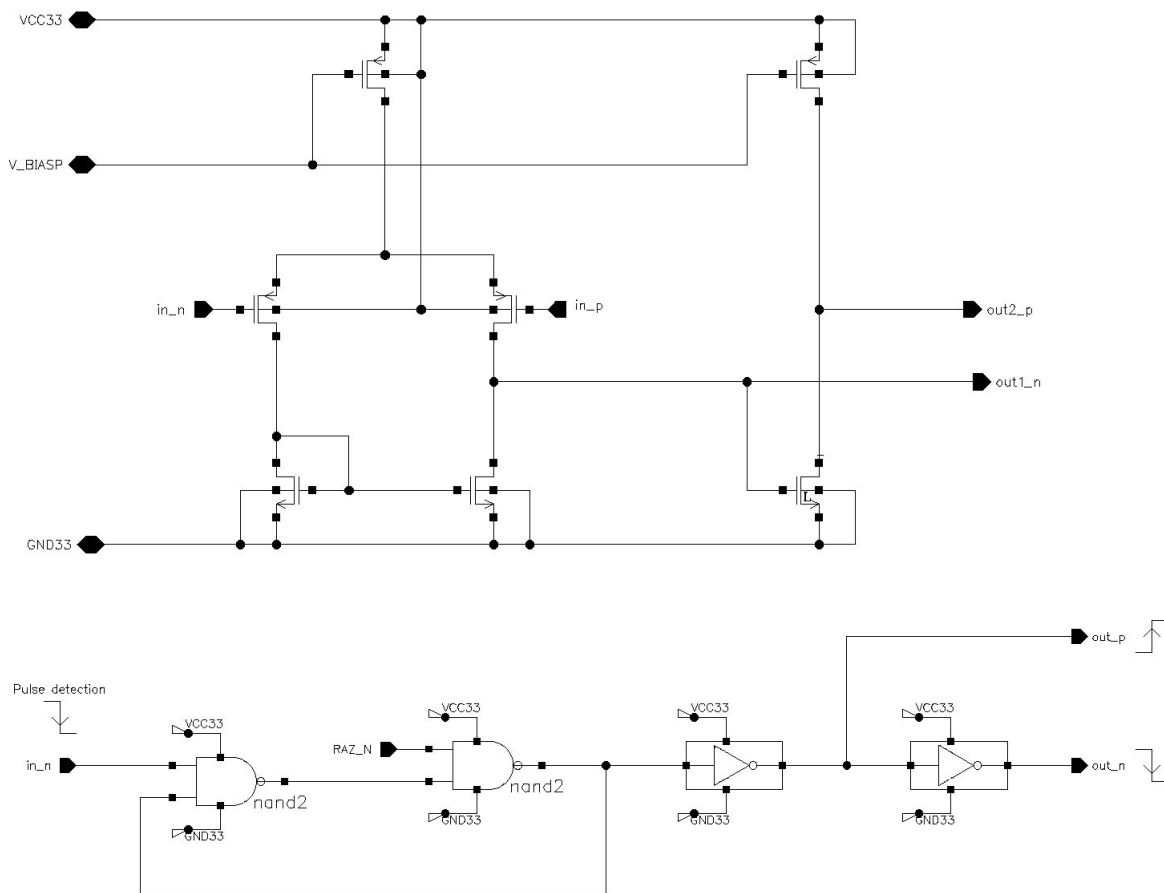 VCC33
V_BIASP
in_n
in_p
out2_p
out1_n
L
GND33
out_p
Pulse detection
VCC33
VCC33
VCC33
VCC33
RAZ_N
in_n
out_n
nand2
nand2
GND33
GND33
GND33
GND33